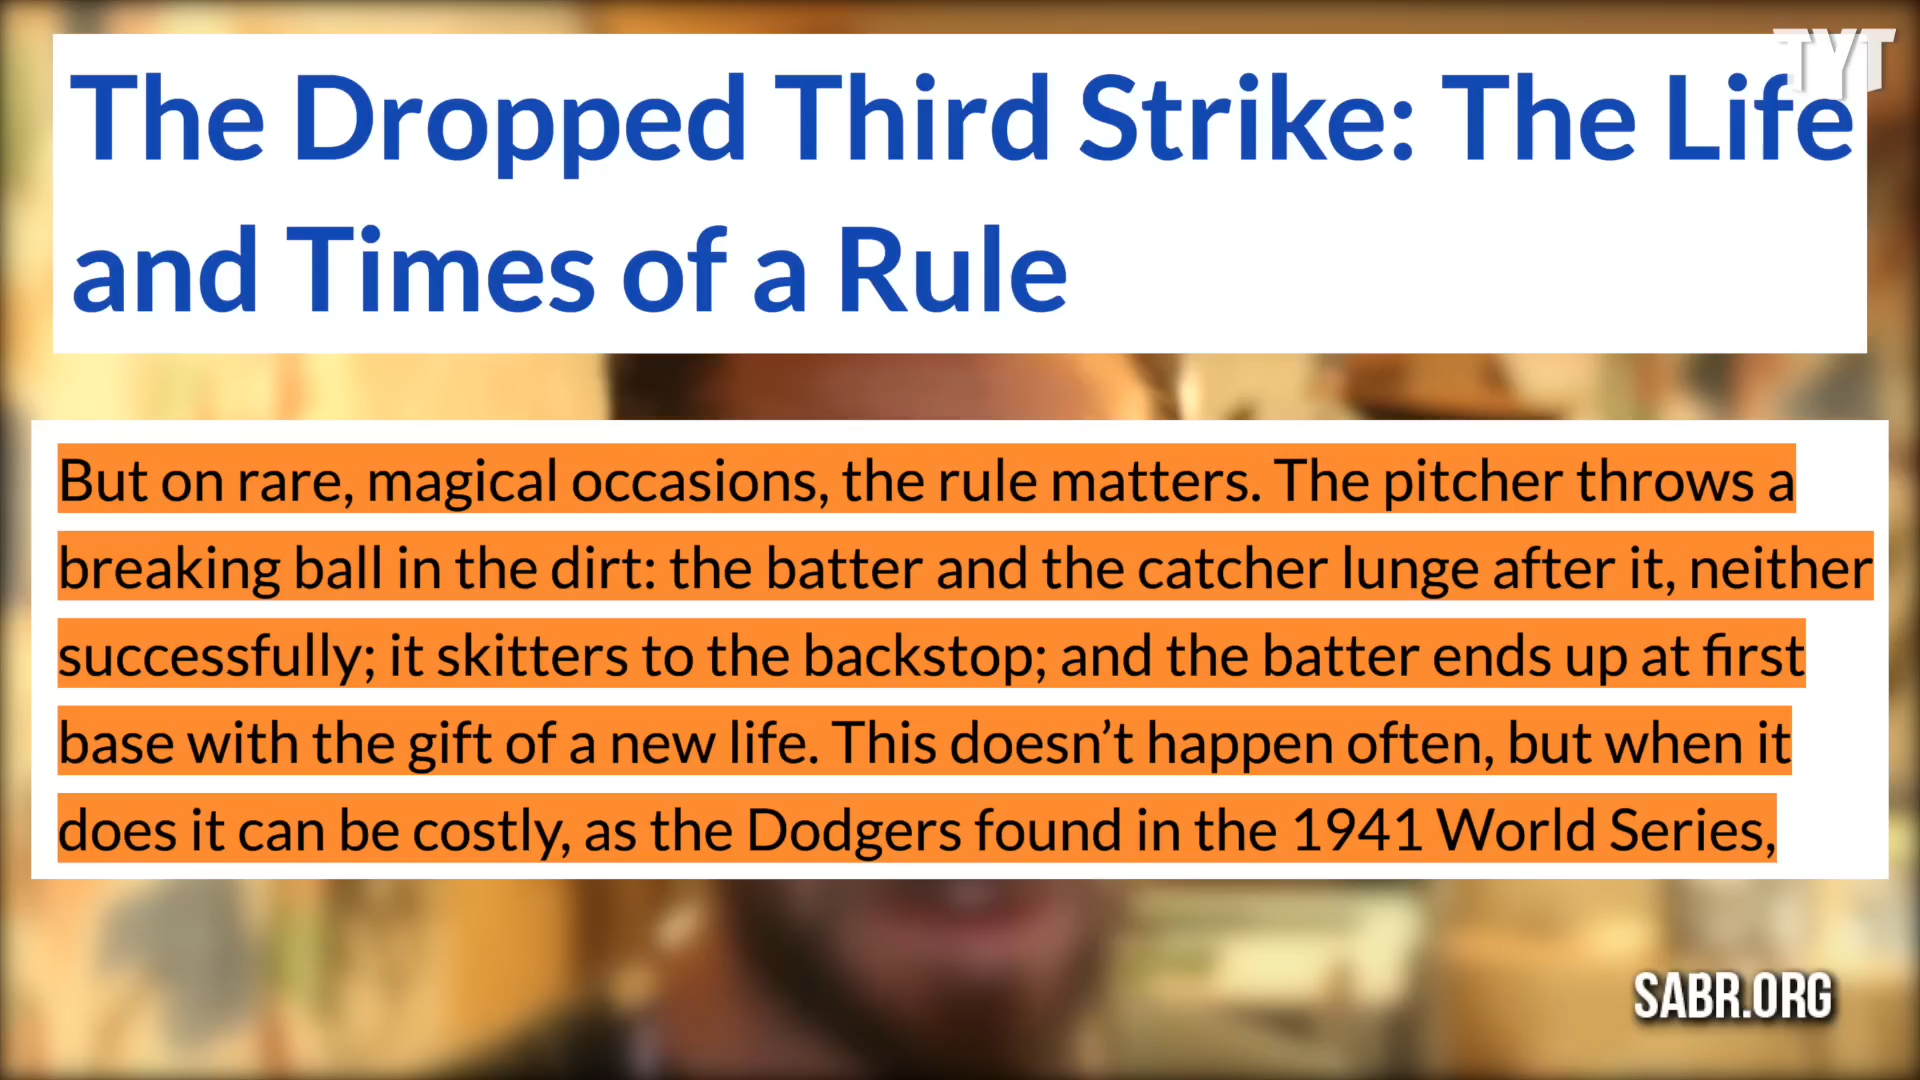 TYT
The Dropped Third Strike: The Life
and Times of a Rule
But on rare, magical occasions, the rule matters. The pitcher throws a
breaking ball in the dirt: the batter and the catcher lunge after it, neither
successfully; it skitters to the backstop; and the batter ends up at first
base with the gift of a new life. This doesn’t happen often, but when it
does it can be costly, as the Dodgers found in the 1941 World Series,
SABR.ORG